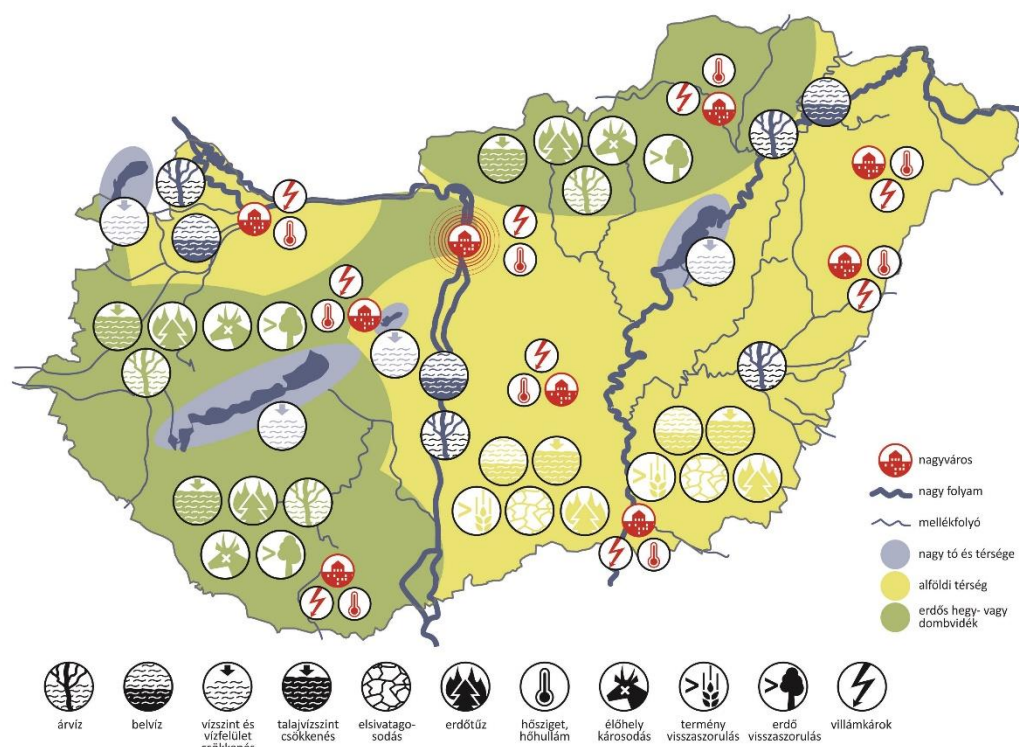 nagyváros
nagy folyam
mellékfolyó
nagy tó és térsége
alföldi térség
erdős hegy- vagy
dombvidék
árvíz
belvíz
vízszint és
vízfelület
csökkenés
talajvízszint
csökkenés
elsivatago-
sodás
erdőtűz
hősziget,
hőhullám
élőhely
károsodás
termény
visszaszorulás
erdő
visszaszorulás
villámkárok